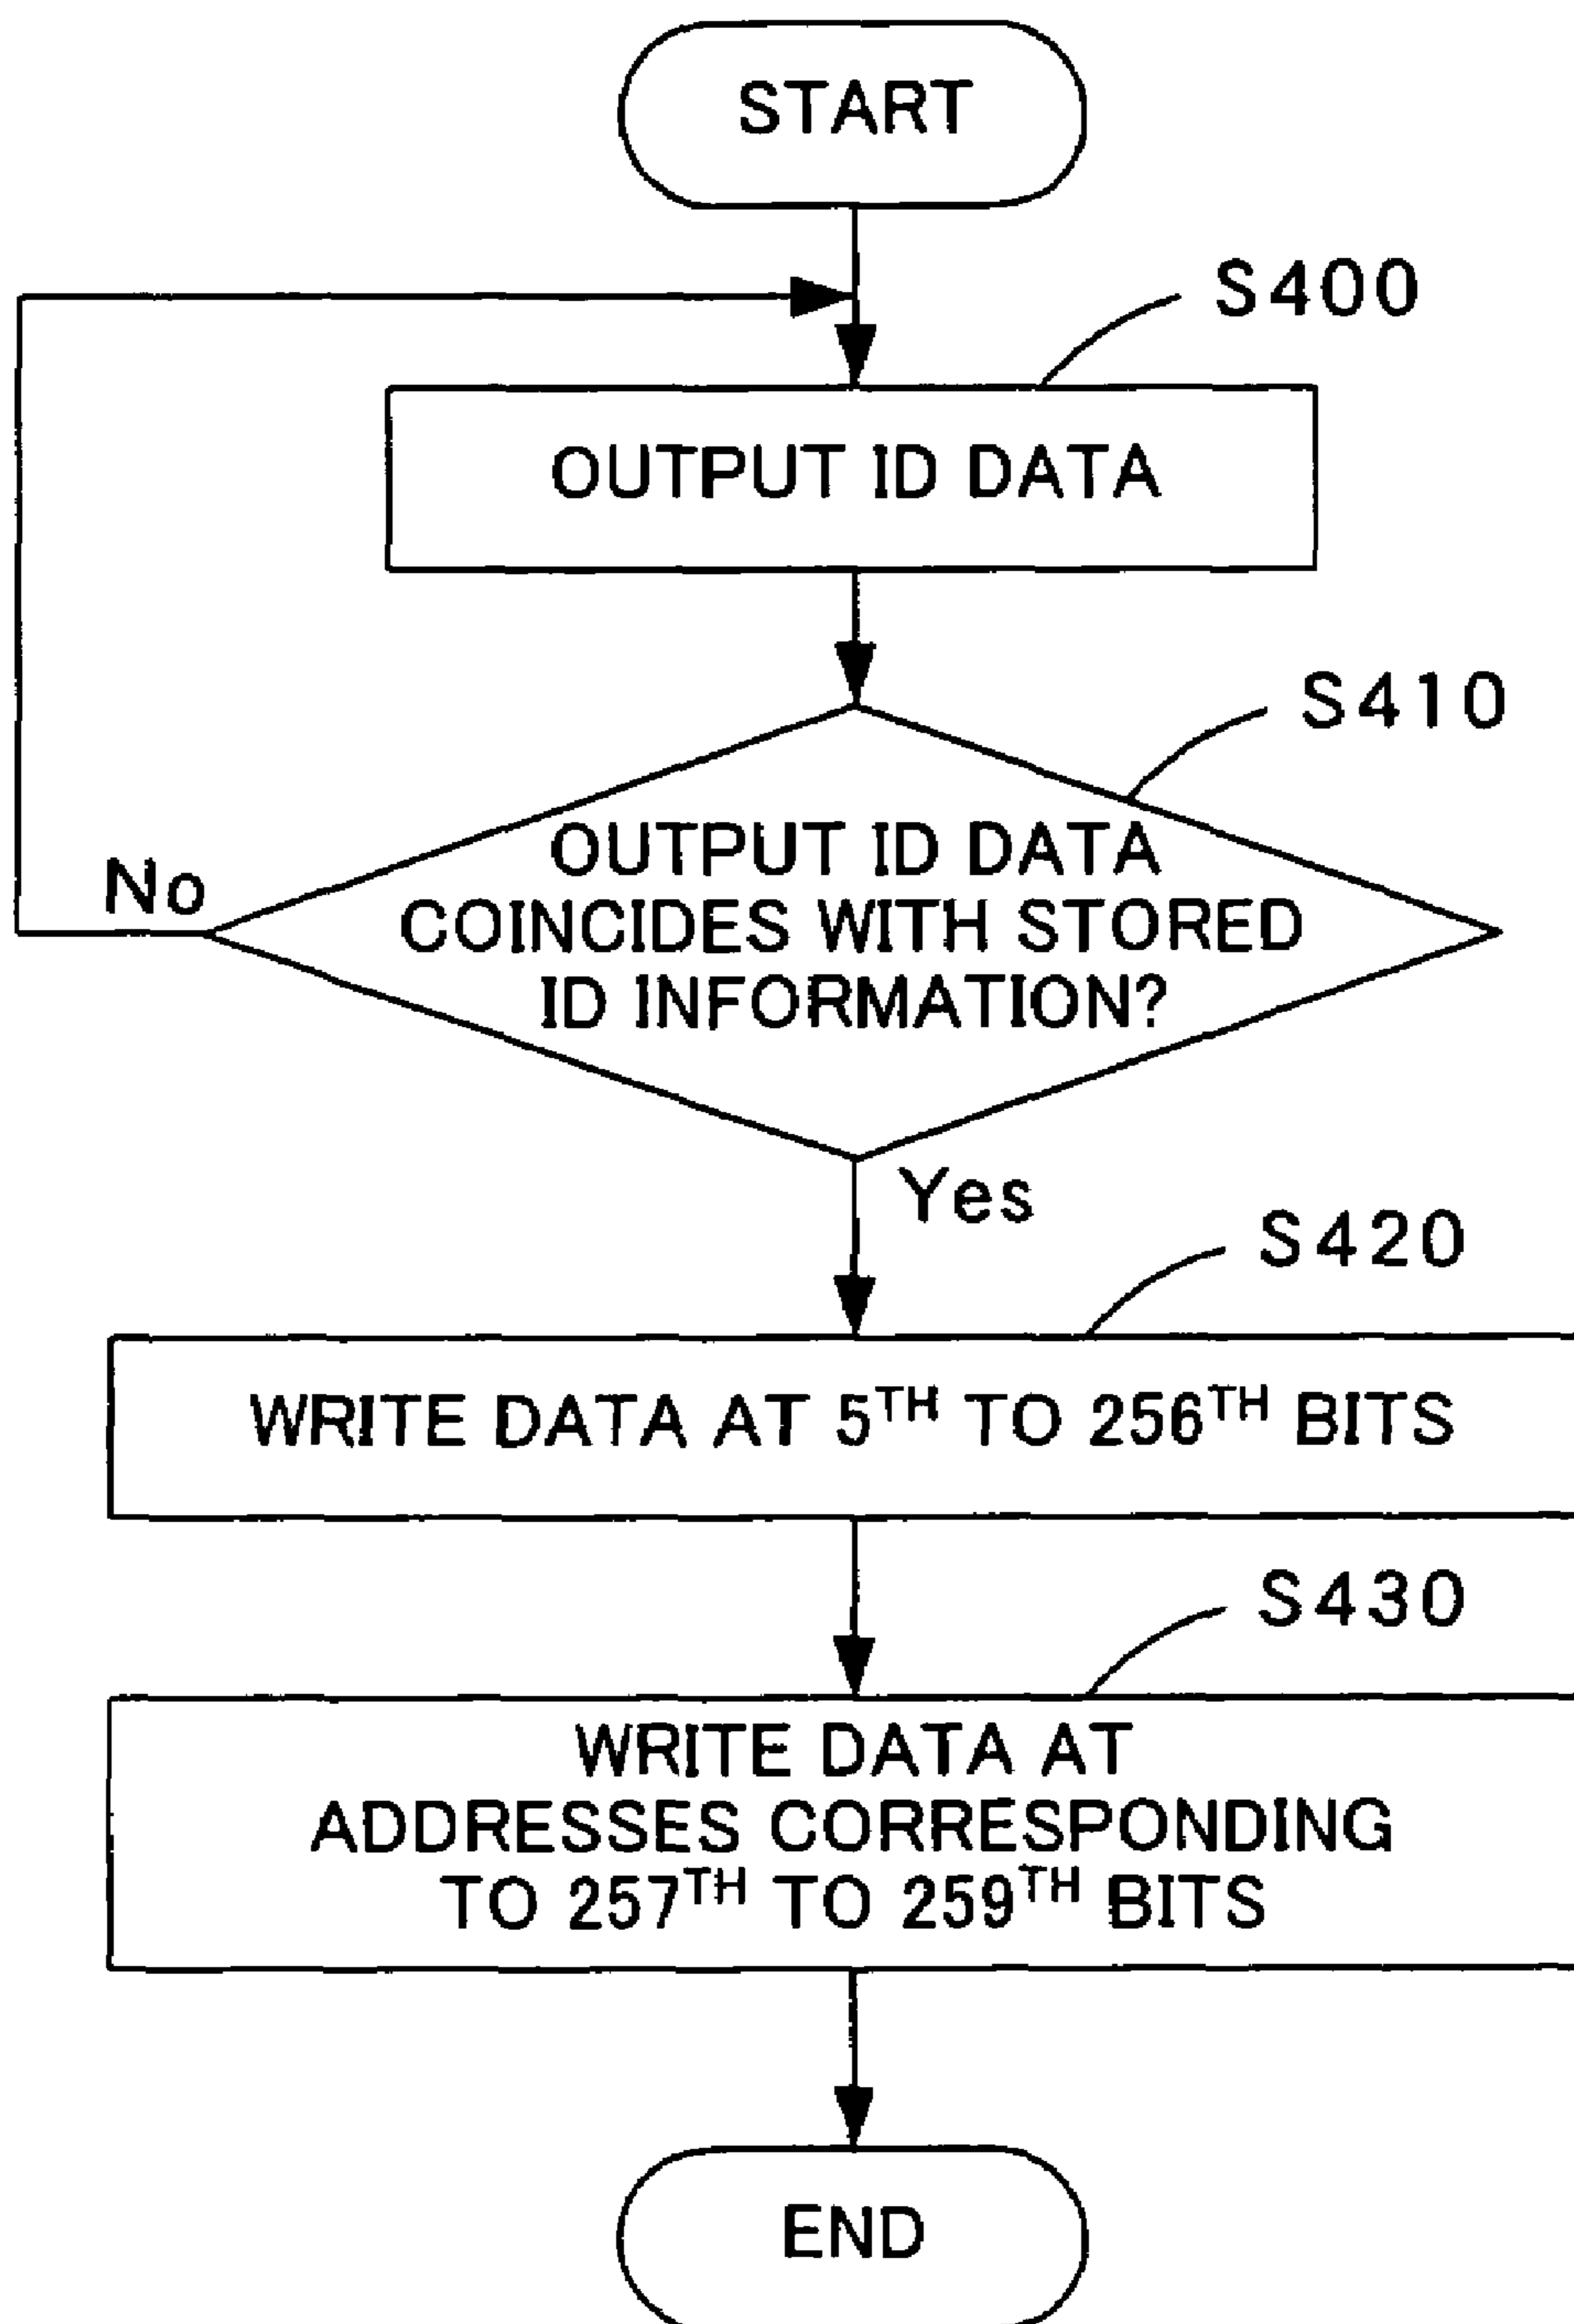 START
S400
OUTPUT ID DATA
S410
OUTPUT ID DATA
COINCIDES WITH STORED
ID INFORMATION?
No
Yes
S420
WRITE DATA AT 5TH TO 256TH BITS
S430
WRITE DATA AT
ADDRESSES CORRESPONDING
TO 257TH TO 259TH BITS
END